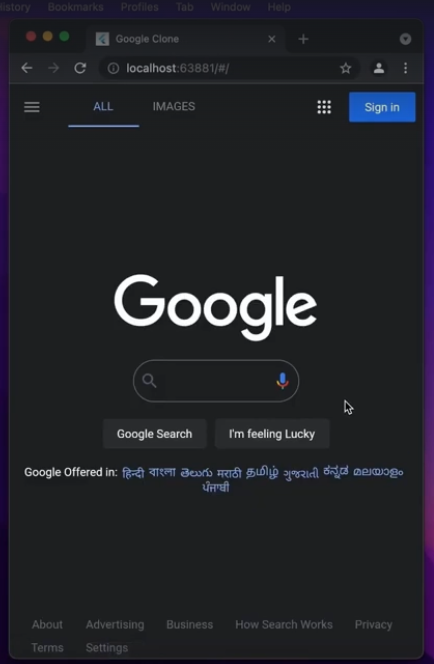 History Bookmarks Profiles Tab Window Help
Google Clone
localhost:63881/#/
ALL IMAGES Sign in
Google
Google Search I'm feeling Lucky
Google Offered in: हिन्दी বাংলা తెలుగు मराठी தமிழ் ગુજરાતી ಕನ್ನಡ മലയാളം
ਪੰਜਾਬੀ
About Advertising Business How Search Works Privacy
Terms Settings